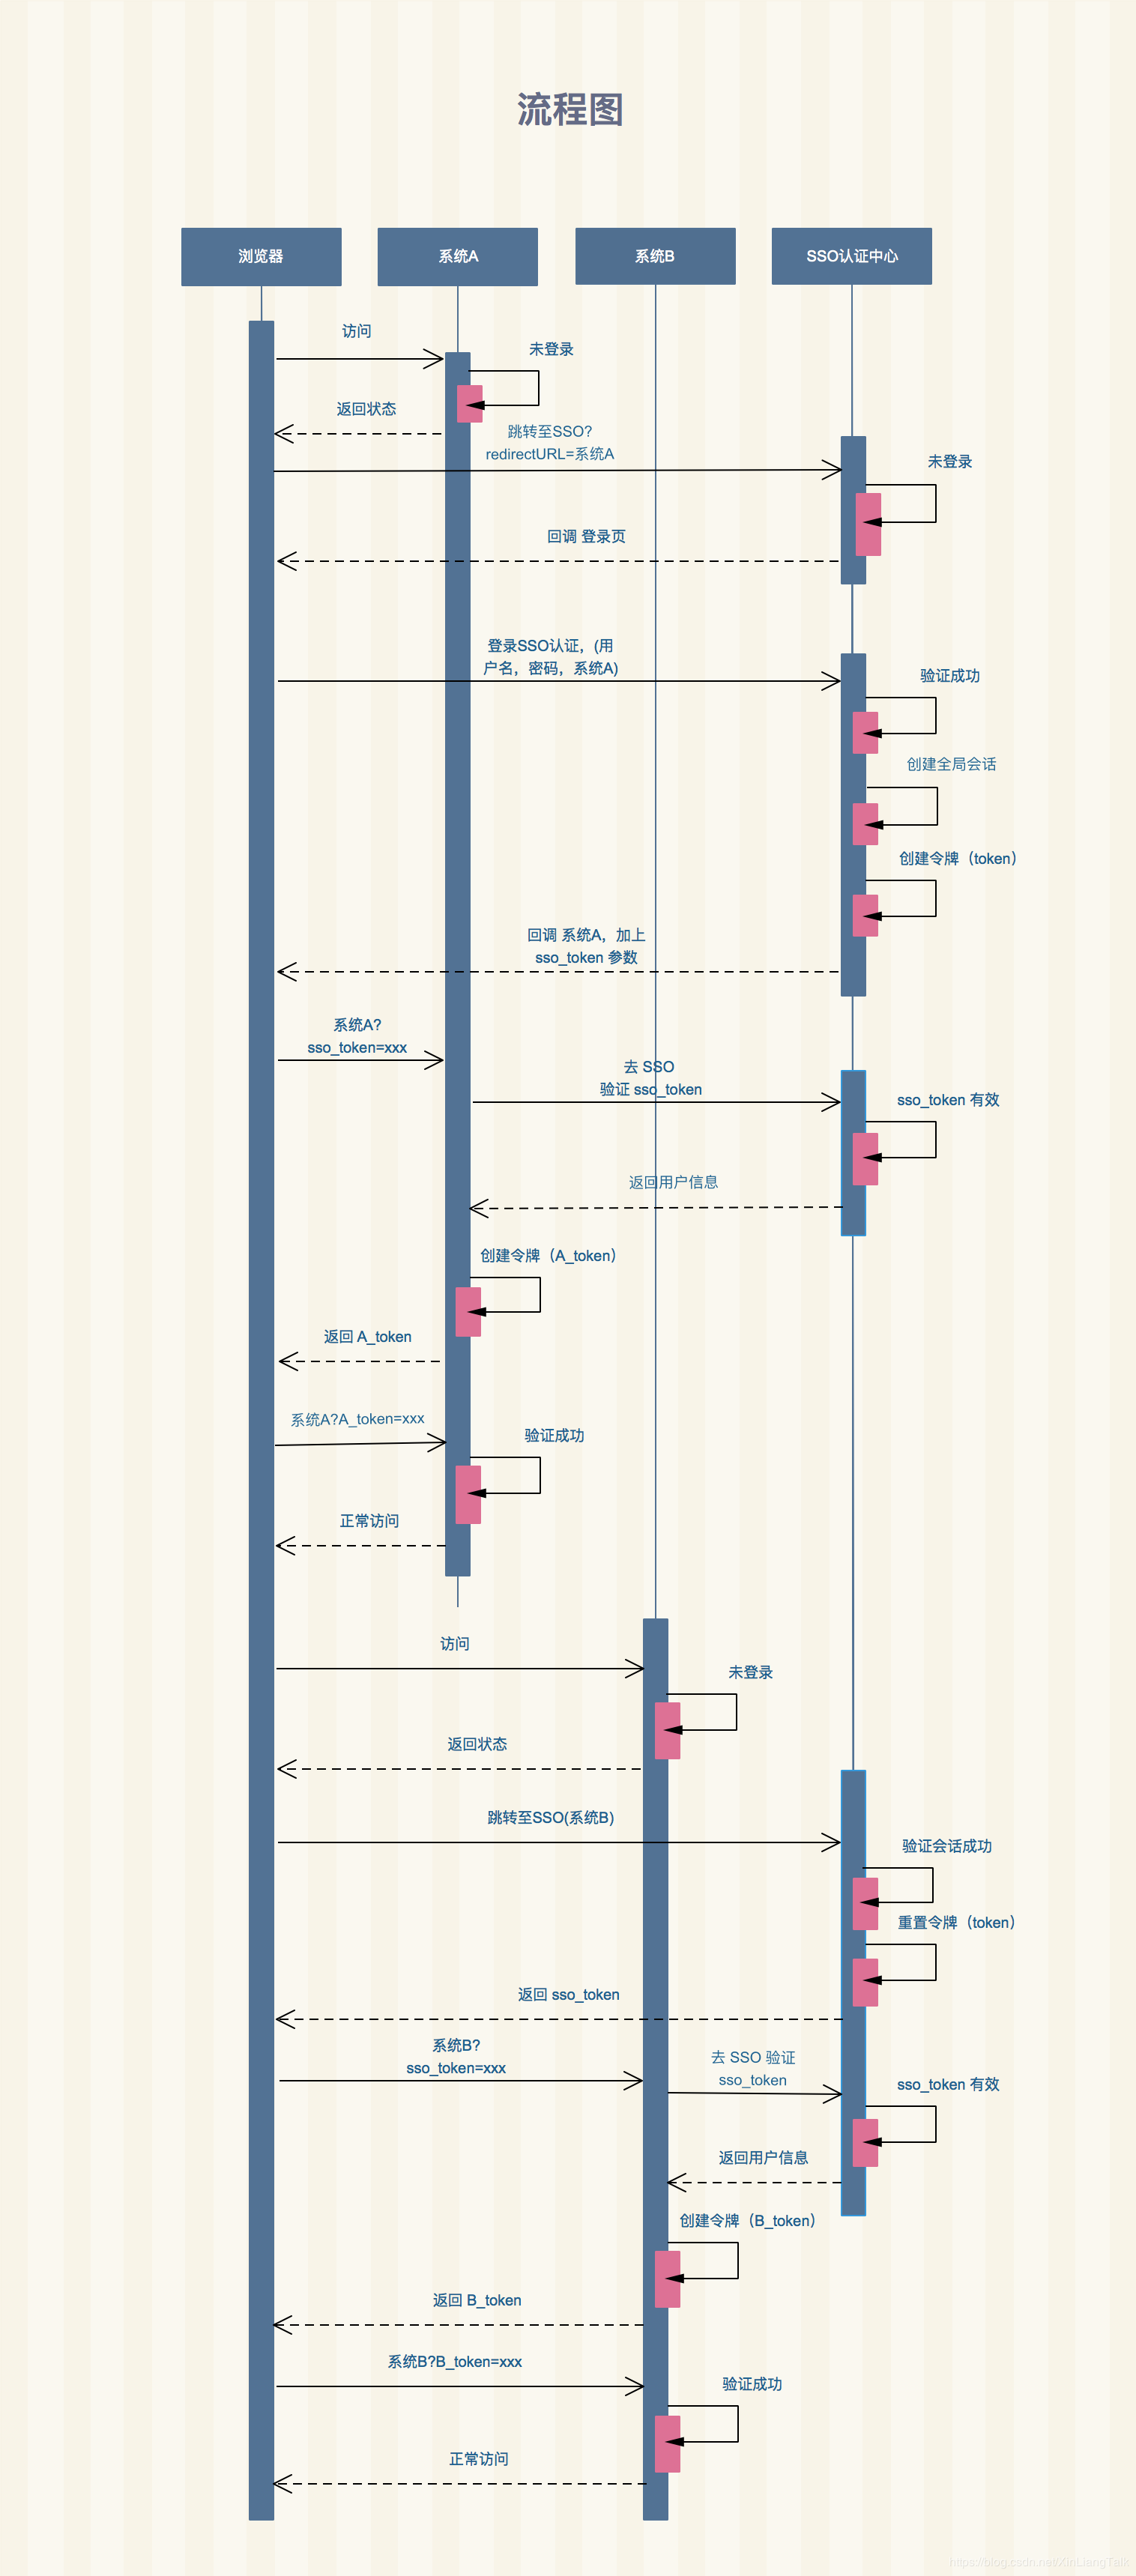 流程图
浏览器
系统A
系统B
SSO认证中心
访问
未登录
返回状态
跳转至SSO?
redirectURL=系统A
未登录
回调 登录页
登录SSO认证，(用
户名，密码，系统A)
验证成功
创建全局会话
创建令牌（token）
回调 系统A，加上
sso_token 参数
系统A?
sso_token=xxx
去 SSO
验证 sso_token
sso_token 有效
返回用户信息
创建令牌（A_token）
返回 A_token
系统A?A_token=xxx
验证成功
正常访问
访问
未登录
返回状态
跳转至SSO(系统B)
验证会话成功
重置令牌（token）
返回 sso_token
系统B?
sso_token=xxx
去 SSO 验证
sso_token
sso_token 有效
返回用户信息
创建令牌（B_token）
返回 B_token
系统B?B_token=xxx
验证成功
正常访问
https://blog.csdn.net/XinLiangTalk